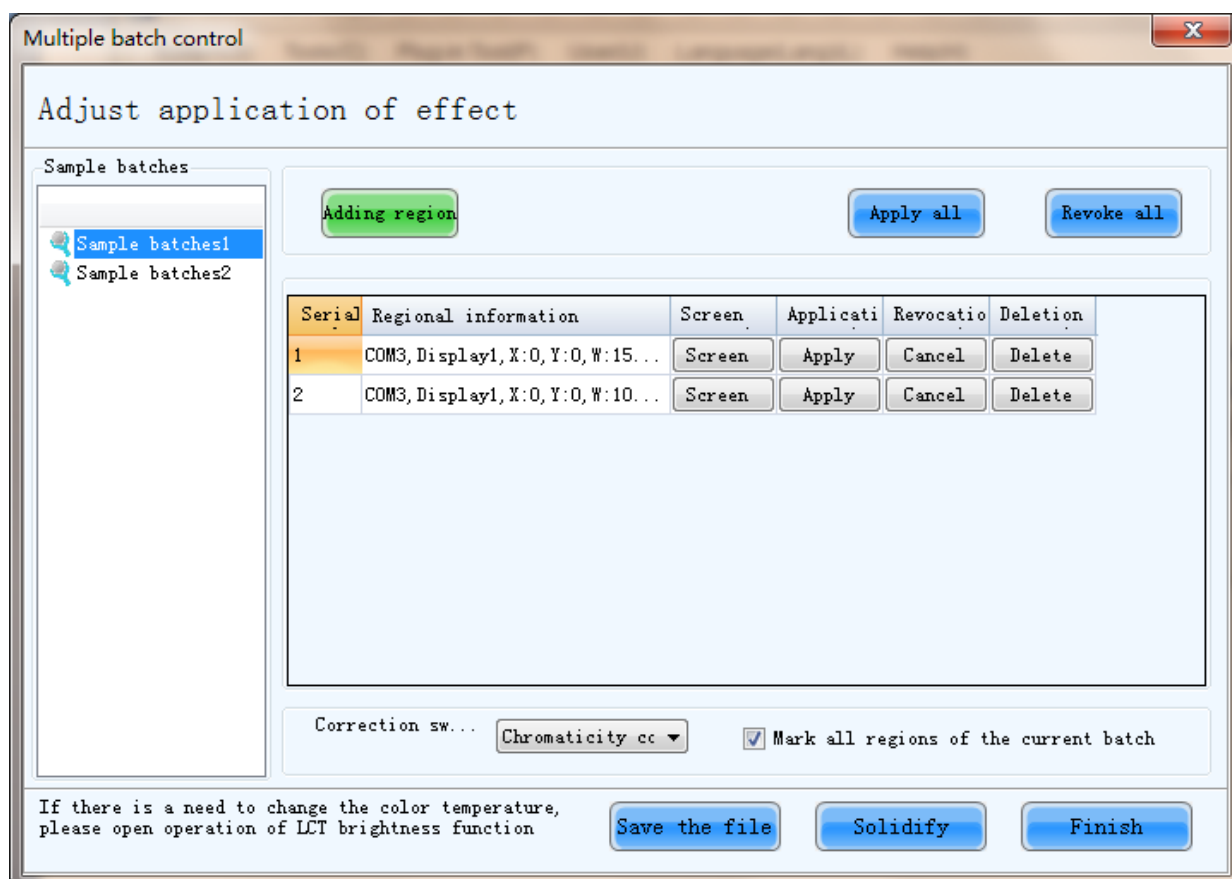 Multiple batch control
Adjust application of effect
Sample batches
Sample batches1
Sample batches2
Adding region
Apply all
Revoke all
Serial Regional information Screen Applicati Revocatio Deletion
1 COM3, Display1, X:0, Y:0, W:15... Screen Apply Cancel Delete
2 COM3, Display1, X:0, Y:0, W:10... Screen Apply Cancel Delete
Correction sw... Chromaticity cc Mark all regions of the current batch
If there is a need to change the color temperature,
please open operation of LCT brightness function
Save the file
Solidify
Finish